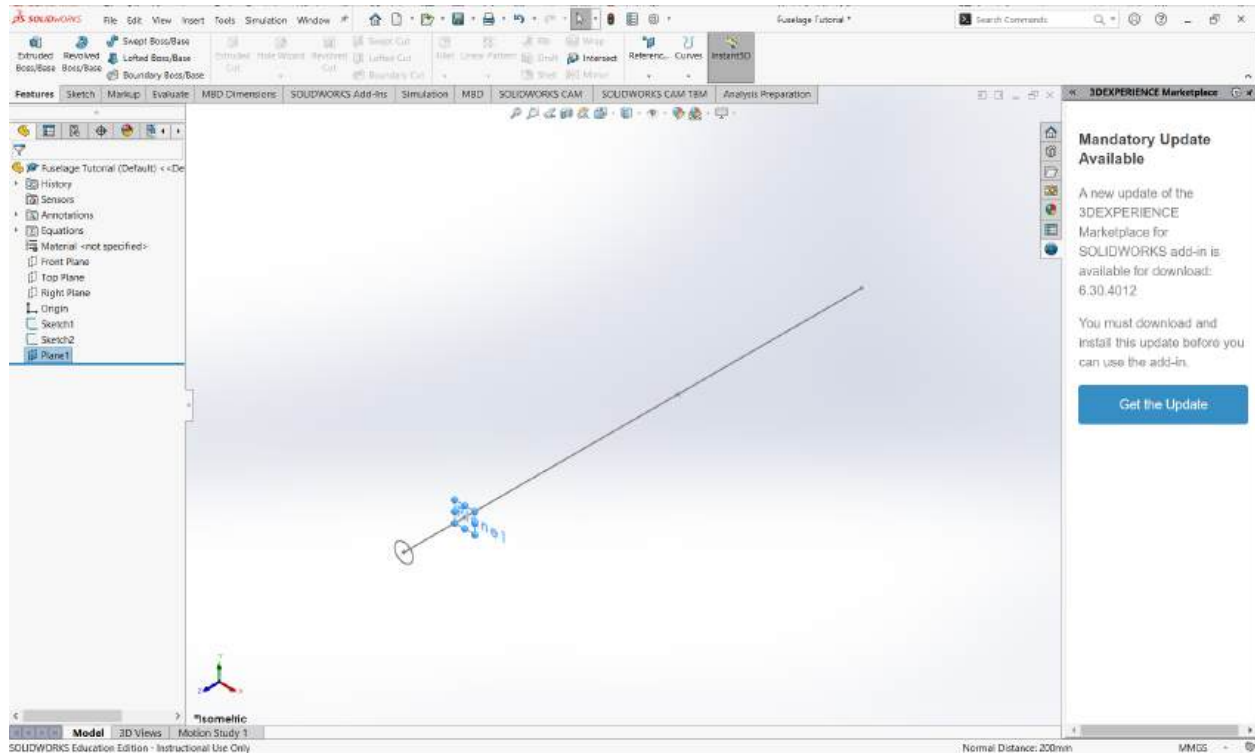 SOLIDWORKS File Edit View Insert Tools Simulation Window Fuselage Tutorial * Search Commands
Extruded Boss/Base Revolved Boss/Base Swept Boss/Base Lofted Boss/Base Boundary Boss/Base Extruded Cut Hole Wizard Revolved Cut Swept Cut Lofted Cut Boundary Cut Fillet Linear Pattern Rib Draft Shell Wrap Intersect Mirror Referenc... Curves Instant3D
Features Sketch Markup Evaluate MBD Dimensions SOLIDWORKS Add-Ins Simulation MBD SOLIDWORKS CAM SOLIDWORKS CAM TBM Analysis Preparation
3DEXPERIENCE Marketplace
Fuselage Tutorial (Default) <<De
History
Sensors
Annotations
Equations
Material <not specified>
Front Plane
Top Plane
Right Plane
Origin
Sketch1
Sketch2
Plane1
Mandatory Update
Available
A new update of the
3DEXPERIENCE
Marketplace for
SOLIDWORKS add-in is
available for download:
6.30.4012
You must download and
install this update before you
can use the add-in.
Get the Update
*Isometric
Model 3D Views Motion Study 1
SOLIDWORKS Education Edition - Instructional Use Only Normal Distance: 200mm MMGS